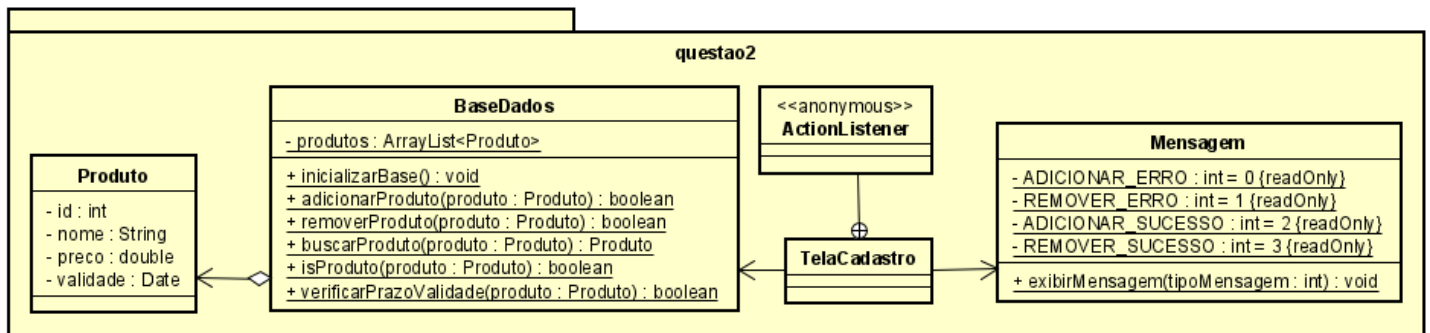 questao2
Produto
- id : int
- nome : String
- preco : double
- validade : Date
BaseDados
- produtos : ArrayList<Produto>
+ inicializarBase() : void
+ adicionarProduto(produto : Produto) : boolean
+ removerProduto(produto : Produto) : boolean
+ buscarProduto(produto : Produto) : Produto
+ isProduto(produto : Produto) : boolean
+ verificarPrazoValidade(produto : Produto) : boolean
<<anonymous>>
ActionListener
TelaCadastro
Mensagem
- ADICIONAR_ERRO : int = 0 {readOnly}
- REMOVER_ERRO : int = 1 {readOnly}
- ADICIONAR_SUCESSO : int = 2 {readOnly}
- REMOVER_SUCESSO : int = 3 {readOnly}
+ exibirMensagem(tipoMensagem : int) : void